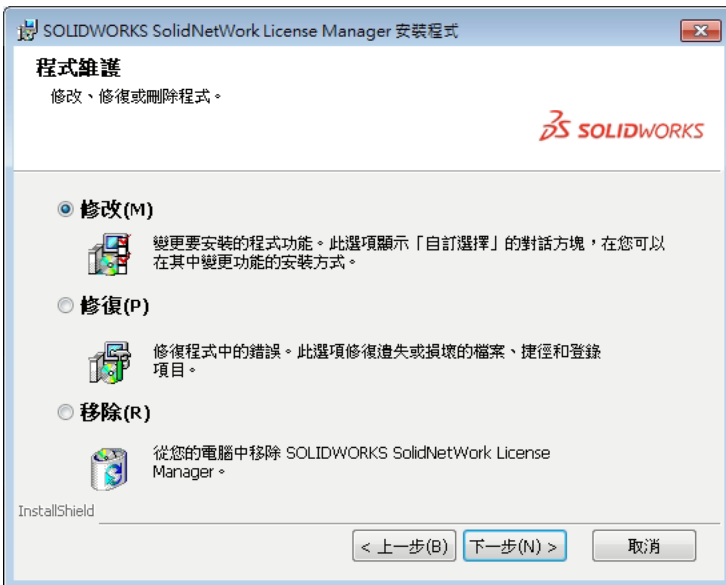 SOLIDWORKS SolidNetWork License Manager 安裝程式
程式維護
修改、修復或刪除程式。
SOLIDWORKS
修改(M)
變更要安裝的程式功能。此選項顯示「自訂選擇」的對話方塊，在您可以
在其中變更功能的安裝方式。
修復(P)
修復程式中的錯誤。此選項修復遺失或損壞的檔案、捷徑和登錄
項目。
移除(R)
從您的電腦中移除 SOLIDWORKS SolidNetWork License
Manager。
InstallShield
< 上一步(B) 下一步(N) > 取消